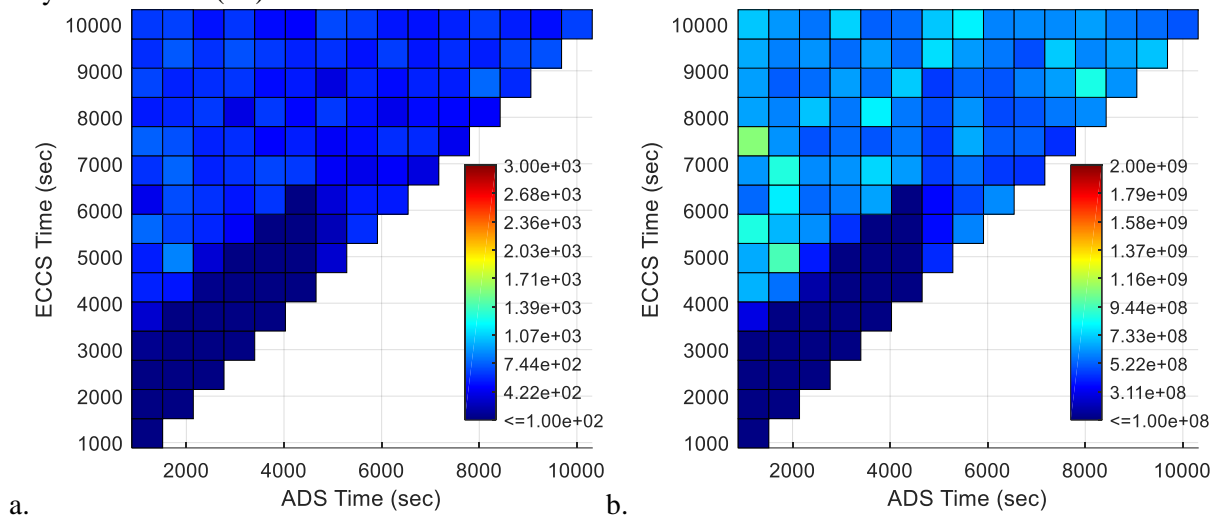 10000
9000
8000
7000
6000
5000
4000
3000
2000
1000
ECCS Time (sec)
3.00e+03
2.68e+03
2.36e+03
2.03e+03
1.71e+03
1.39e+03
1.07e+03
7.44e+02
4.22e+02
<=1.00e+02
2000 4000 6000 8000 10000
ADS Time (sec)
a.
10000
9000
8000
7000
6000
5000
4000
3000
2000
1000
ECCS Time (sec)
2.00e+09
1.79e+09
1.58e+09
1.37e+09
1.16e+09
9.44e+08
7.33e+08
5.22e+08
3.11e+08
<=1.00e+08
2000 4000 6000 8000 10000
ADS Time (sec)
b.